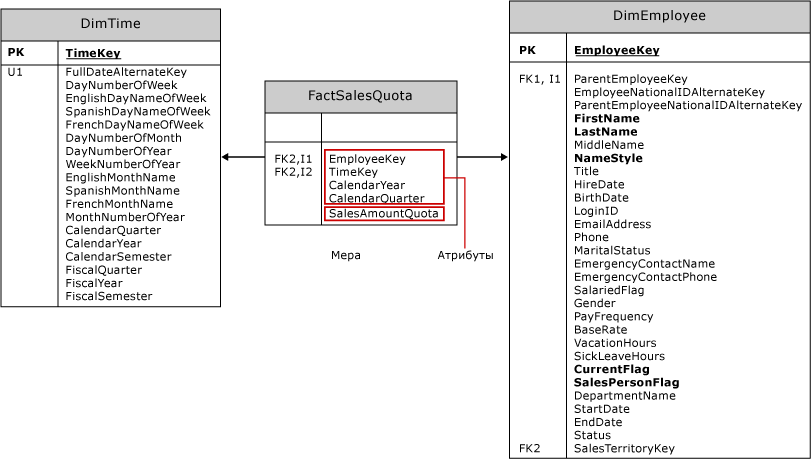 DimTime
PK TimeKey
U1 FullDateAlternateKey
DayNumberOfWeek
EnglishDayNameOfWeek
SpanishDayNameOfWeek
FrenchDayNameOfWeek
DayNumberOfMonth
DayNumberOfYear
WeekNumberOfYear
EnglishMonthName
SpanishMonthName
FrenchMonthName
MonthNumberOfYear
CalendarQuarter
CalendarYear
CalendarSemester
FiscalQuarter
FiscalYear
FiscalSemester
FactSalesQuota
FK2,I1 EmployeeKey
FK2,I2 TimeKey
CalendarYear
CalendarQuarter
SalesAmountQuota
Мера
Атрибуты
DimEmployee
PK EmployeeKey
FK1, I1 ParentEmployeeKey
EmployeeNationalIDAlternateKey
ParentEmployeeNationalIDAlternateKey
FirstName
LastName
MiddleName
NameStyle
Title
HireDate
BirthDate
LoginID
EmailAddress
Phone
MaritalStatus
EmergencyContactName
EmergencyContactPhone
SalariedFlag
Gender
PayFrequency
BaseRate
VacationHours
SickLeaveHours
CurrentFlag
SalesPersonFlag
DepartmentName
StartDate
EndDate
Status
FK2 SalesTerritoryKey